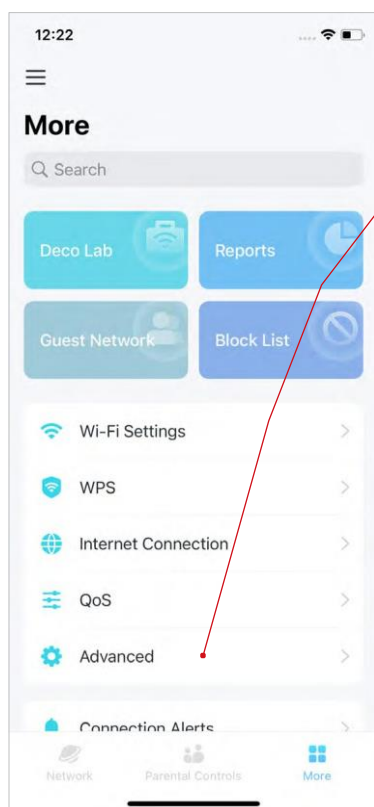 12:22
More
Search
Deco Lab
Reports
Guest Network
Block List
Wi-Fi Settings
WPS
Internet Connection
QoS
Advanced
Connection Alerts
Network
Parental Controls
More